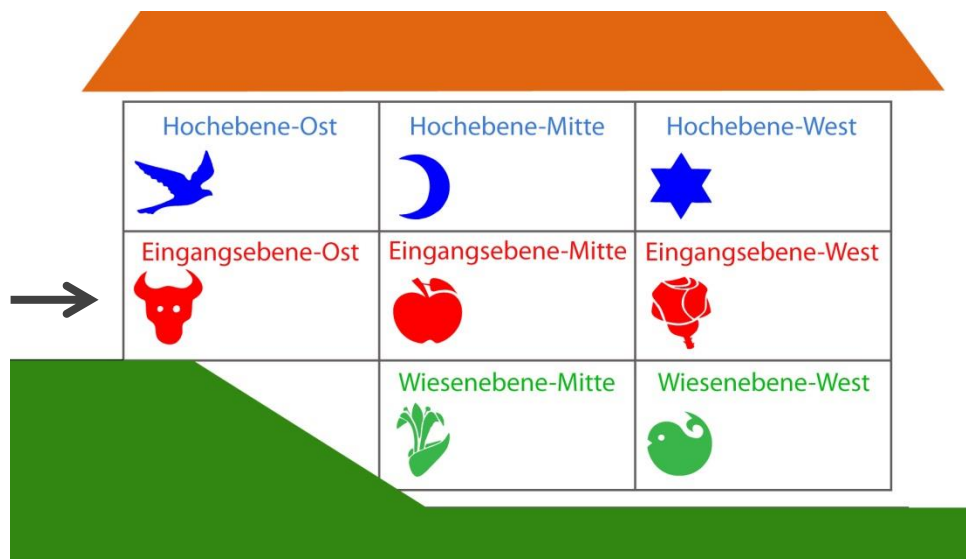 Hochebene-Ost
Hochebene-Mitte
Hochebene-West
Eingangsebene-Ost
Eingangsebene-Mitte
Eingangsebene-West
Wiesenebene-Mitte
Wiesenebene-West